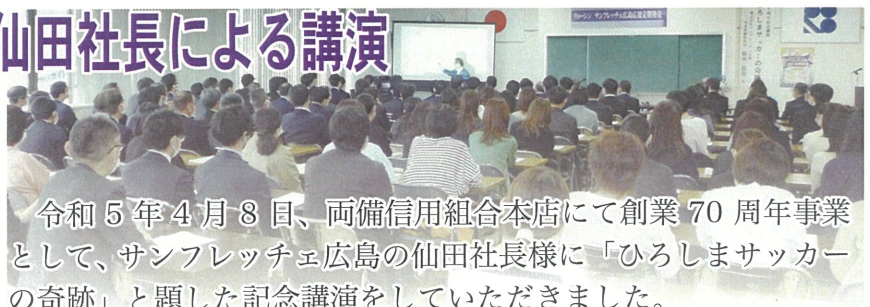 仙田社長による講演
令和5年4月8日、両備信用組合本店にて創業70周年事業
として、サンフレッチェ広島の仙田社長様に「ひろしまサッカー
の奇跡」と題した記念講演をしていただきました。